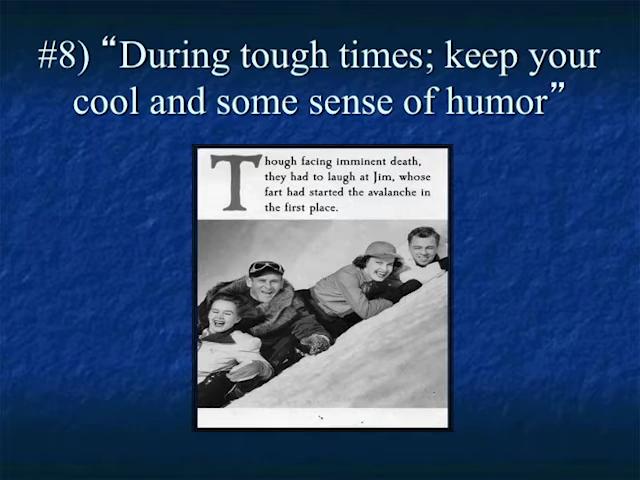 #8) “During tough times; keep your
cool and some sense of humor”
Though facing imminent death,
they had to laugh at Jim, whose
fart had started the avalanche in
the first place.